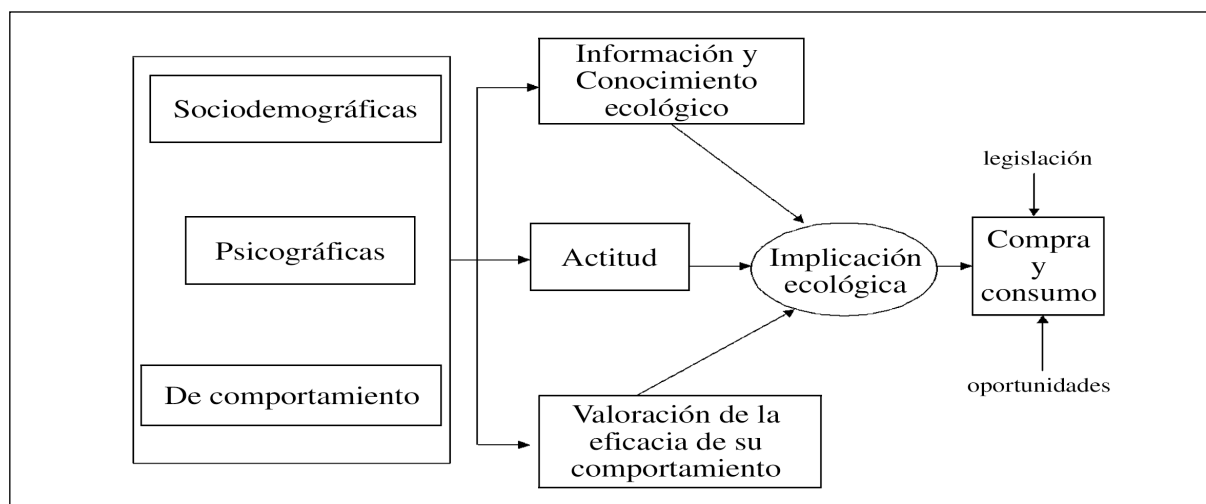 Sociodemográficas
Psicográficas
De comportamiento
Información y
Conocimiento
ecológico
Actitud
Valoración de la
eficacia de su
comportamiento
Implicación
ecológica
legislación
Compra
y
consumo
oportunidades